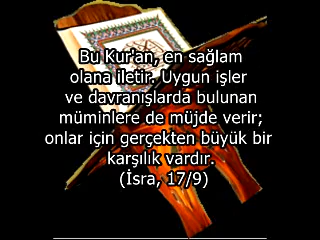 Bu Kur'an, en sağlam
olana iletir. Uygun işler
ve davranışlarda bulunan
müminlere de müjde verir;
onlar için gerçekten büyük bir
karşılık vardır.
(İsra, 17/9)